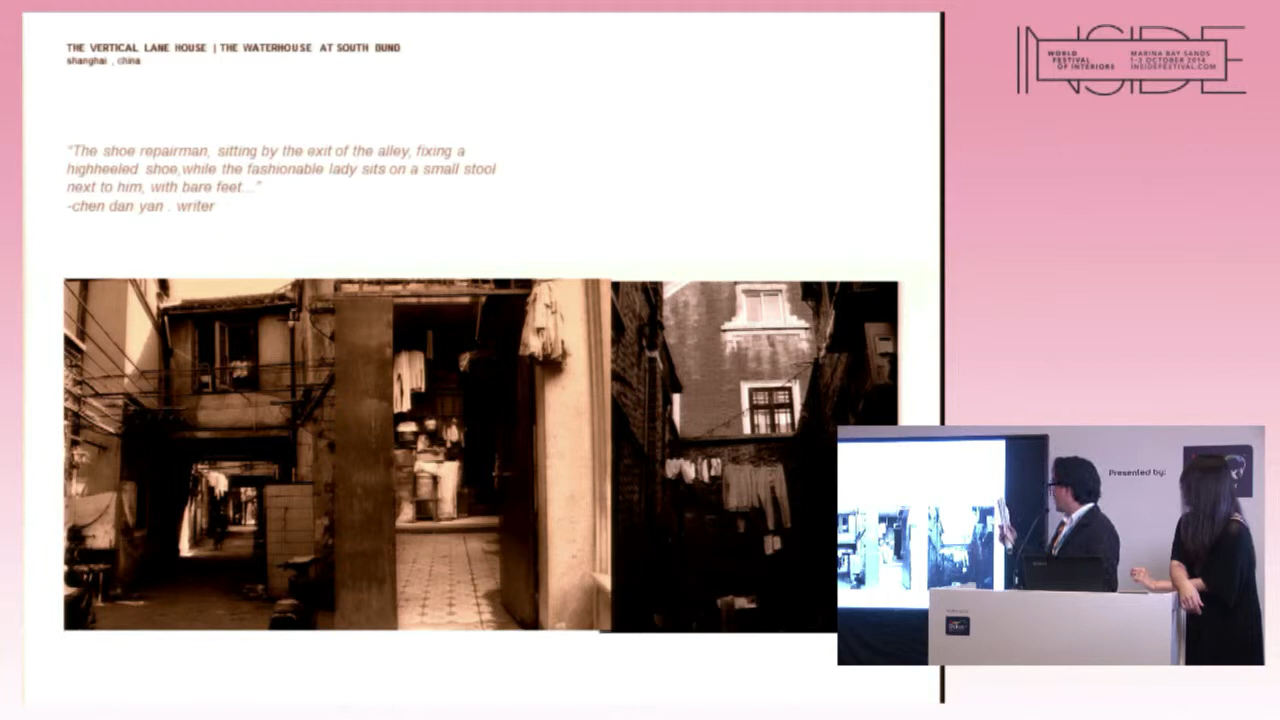 THE VERTICAL LANE HOUSE | THE WATERHOUSE AT SOUTH BUND
shanghai , china
"The shoe repairman, sitting by the exit of the alley, fixing a
highheeled shoe,while the fashionable lady sits on a small stool
next to him, with bare feet..."
-chen dan yan . writer
INSIDE
WORLD
FESTIVAL
OF INTERIORS
MARINA BAY SANDS
1-3 OCTOBER 2014
INSIDEFESTIVAL.COM
Presented by: